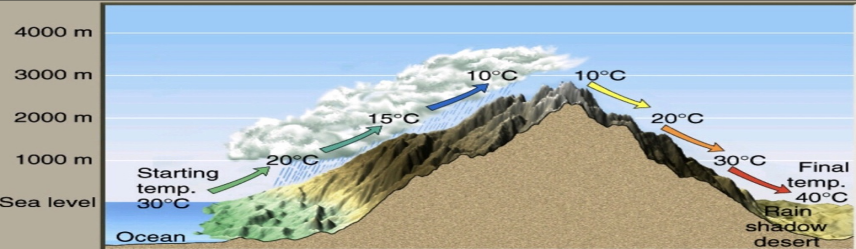 4000 m
3000 m
2000 m
1000 m
Sea level
10°C
10°C
15°C
20°C
20°C
30°C
Starting
temp.
30°C
Final
temp.
40°C
Ocean
Rain
shadow
desert